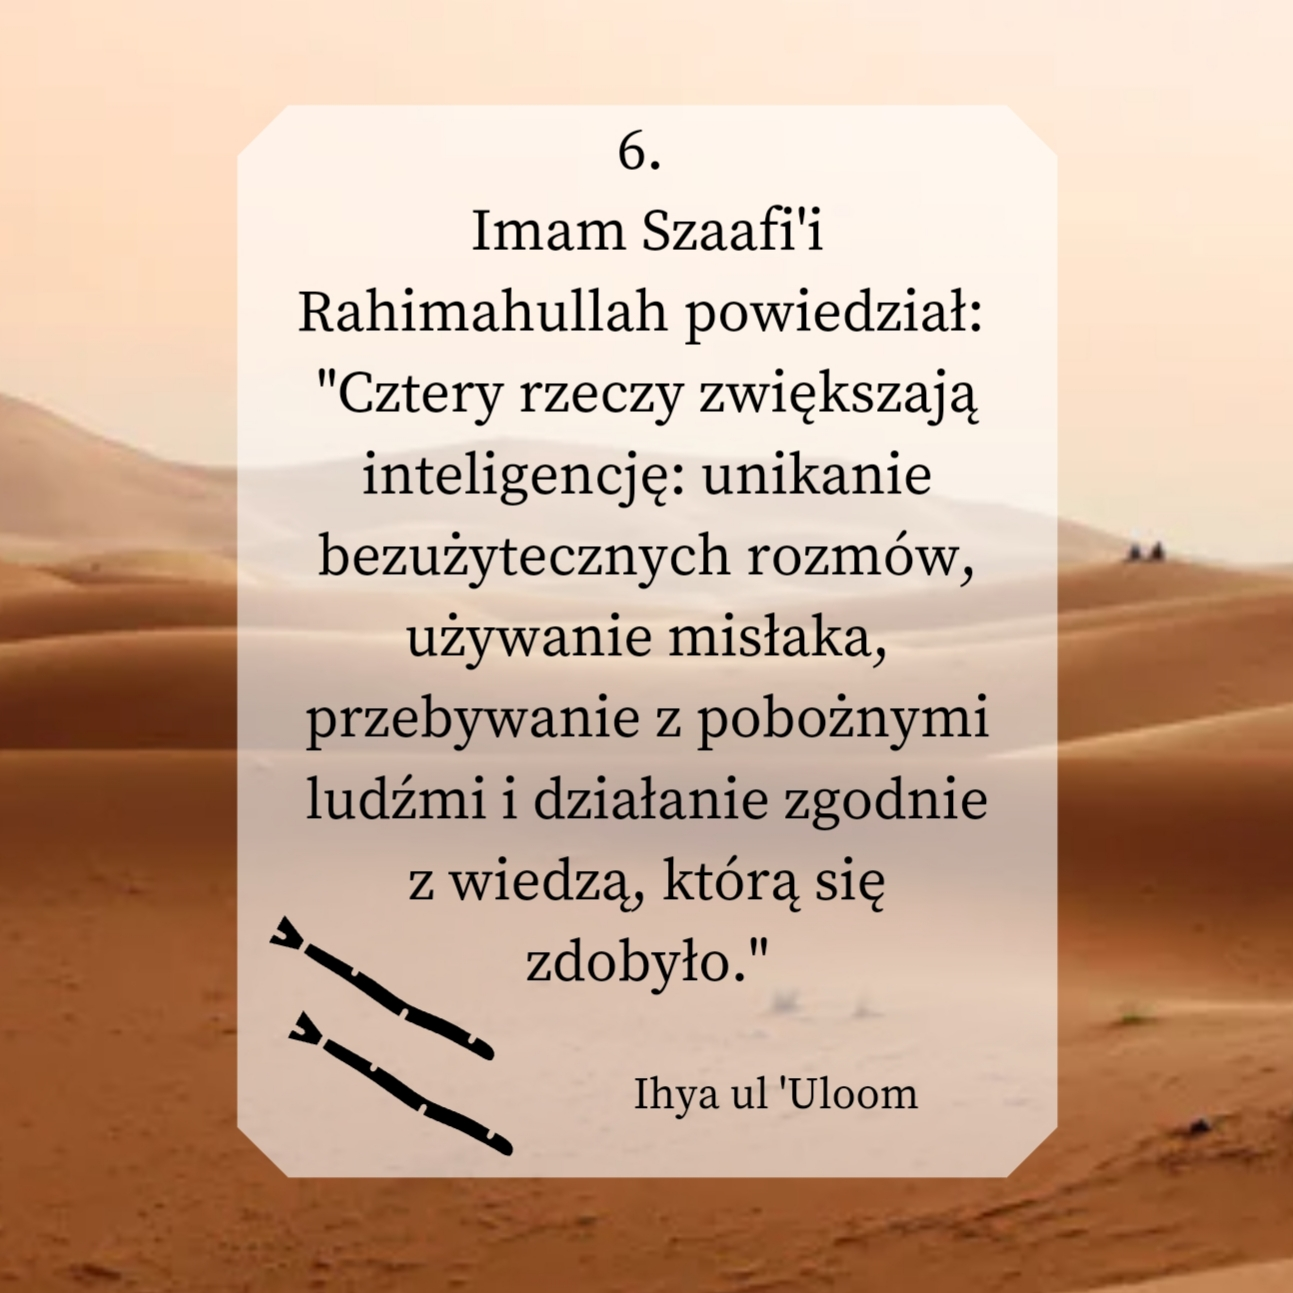 6.
Imam Szaafi'i
Rahimahullah powiedział:
"Cztery rzeczy zwiększają
inteligencję: unikanie
bezużytecznych rozmów,
używanie misłaka,
przebywanie z pobożnymi
ludźmi i działanie zgodnie
z wiedzą, którą się
zdobyło."
Ihya ul 'Uloom